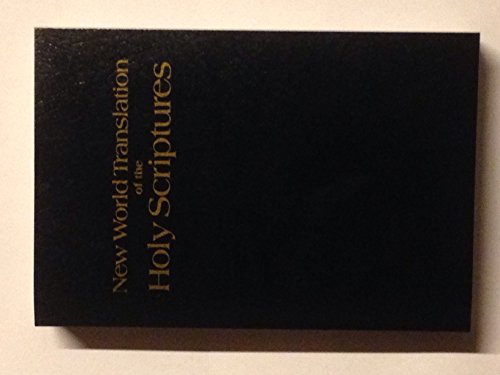 New World Translation
of the
Holy Scriptures